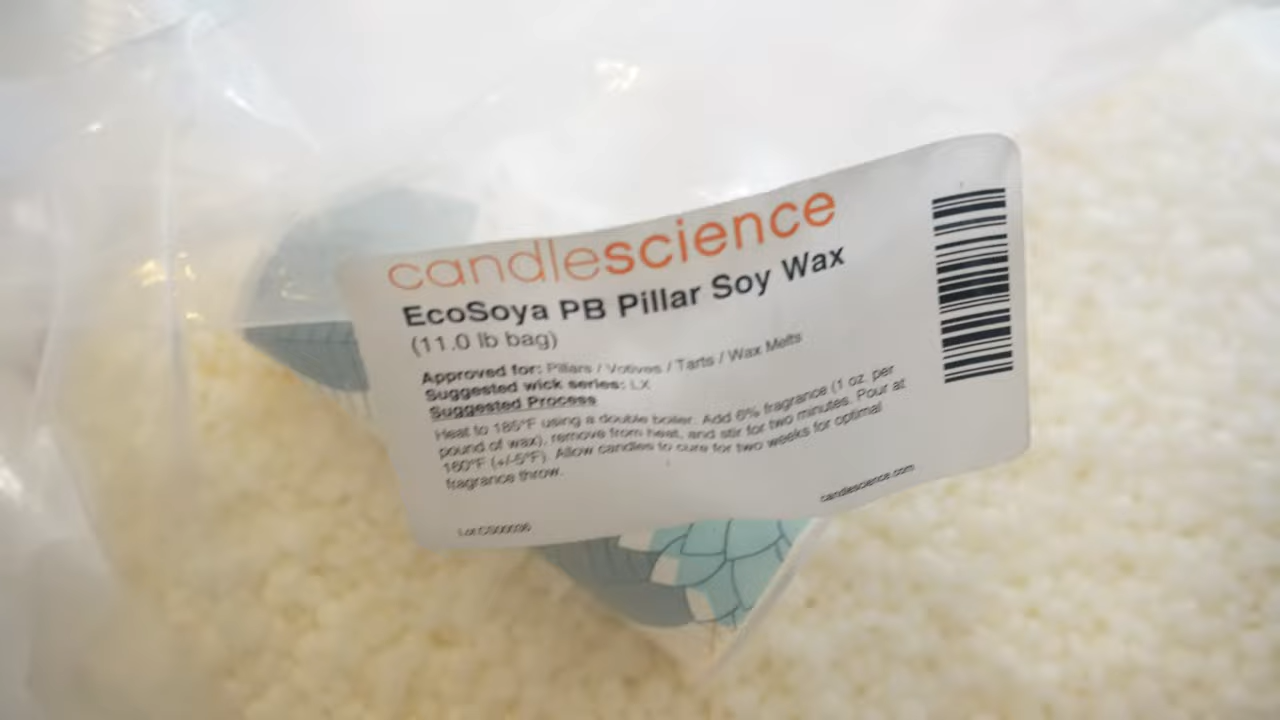 candlescience
EcoSoya PB Pillar Soy Wax
(11.0 lb bag)
Approved for: Pillars / Votives / Tarts / Wax Melts
Suggested wick series: LX
Suggested Process
Heat to 185°F using a double boiler. Add 6% fragrance (1 oz. per
pound of wax), remove from heat, and stir for two minutes. Pour at
160°F (+/-5°F). Allow candles to cure for two weeks for optimal
fragrance throw.
candlescience.com